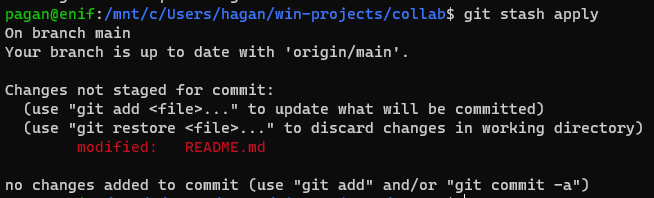 pagan@enif:/mnt/c/Users/hagan/win-projects/collab$ git stash apply
On branch main
Your branch is up to date with 'origin/main'.
Changes not staged for commit:
  (use "git add <file>..." to update what will be committed)
  (use "git restore <file>..." to discard changes in working directory)
        modified:   README.md
no changes added to commit (use "git add" and/or "git commit -a")